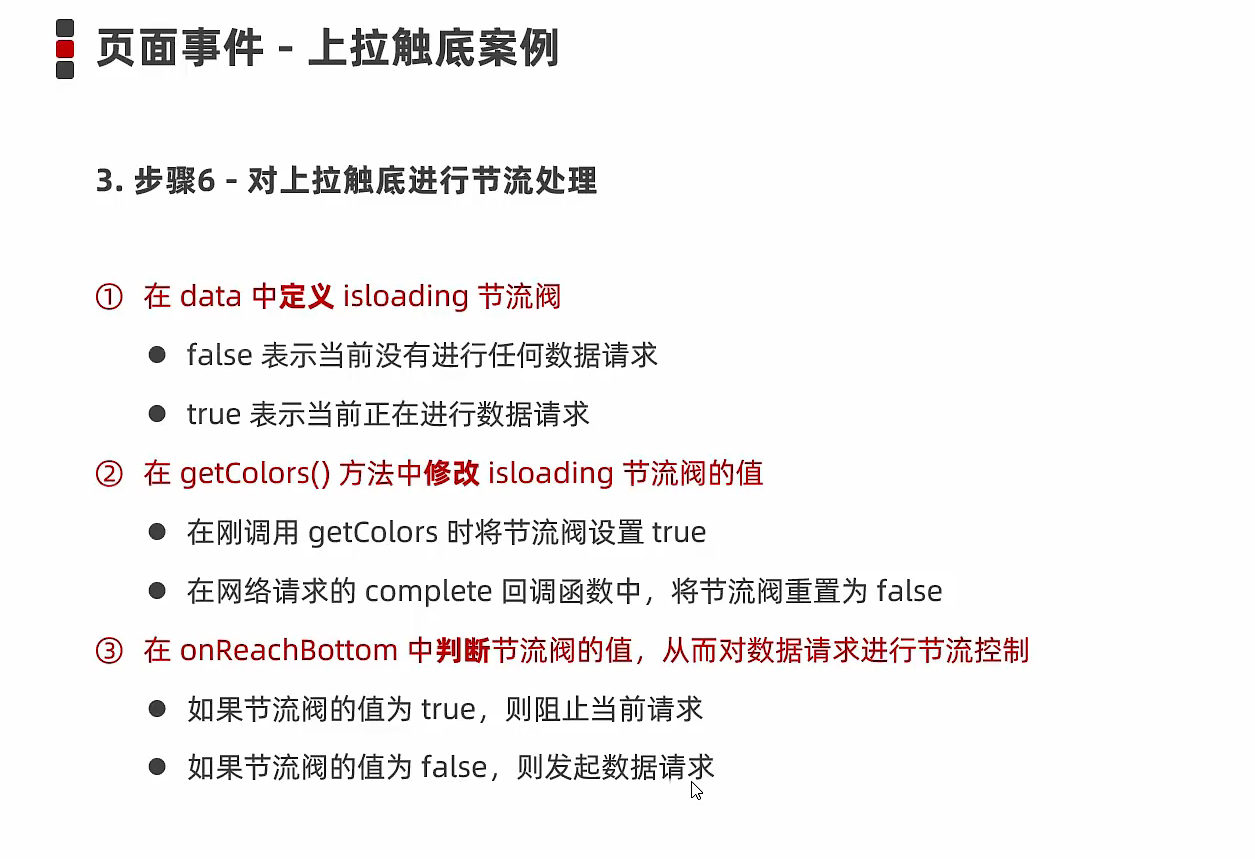 页面事件 - 上拉触底案例
3. 步骤6 - 对上拉触底进行节流处理
① 在 data 中定义 isloading 节流阀
● false 表示当前没有进行任何数据请求
● true 表示当前正在进行数据请求
② 在 getColors() 方法中修改 isloading 节流阀的值
● 在刚调用 getColors 时将节流阀设置 true
● 在网络请求的 complete 回调函数中，将节流阀重置为 false
③ 在 onReachBottom 中判断节流阀的值，从而对数据请求进行节流控制
● 如果节流阀的值为 true，则阻止当前请求
● 如果节流阀的值为 false，则发起数据请求